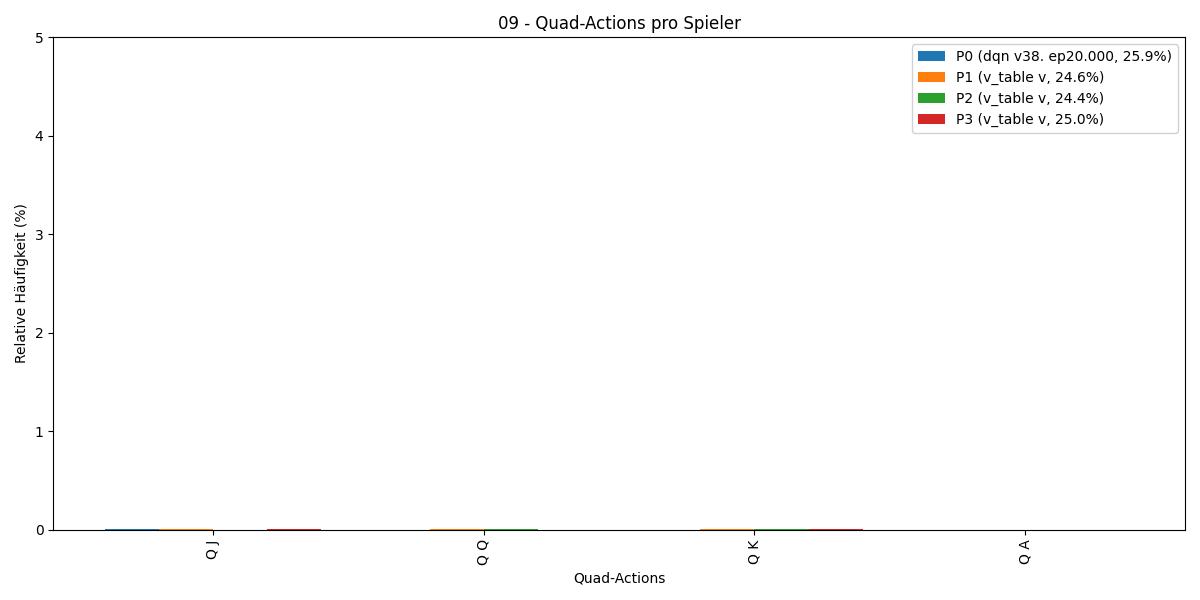 09 - Quad-Actions pro Spieler
P0 (dqn v38. ep20.000, 25.9%)
P1 (v_table v, 24.6%)
P2 (v_table v, 24.4%)
P3 (v_table v, 25.0%)
Relative Häufigkeit (%)
5
4
3
2
1
0
Q J
Q Q
Q K
Q A
Quad-Actions